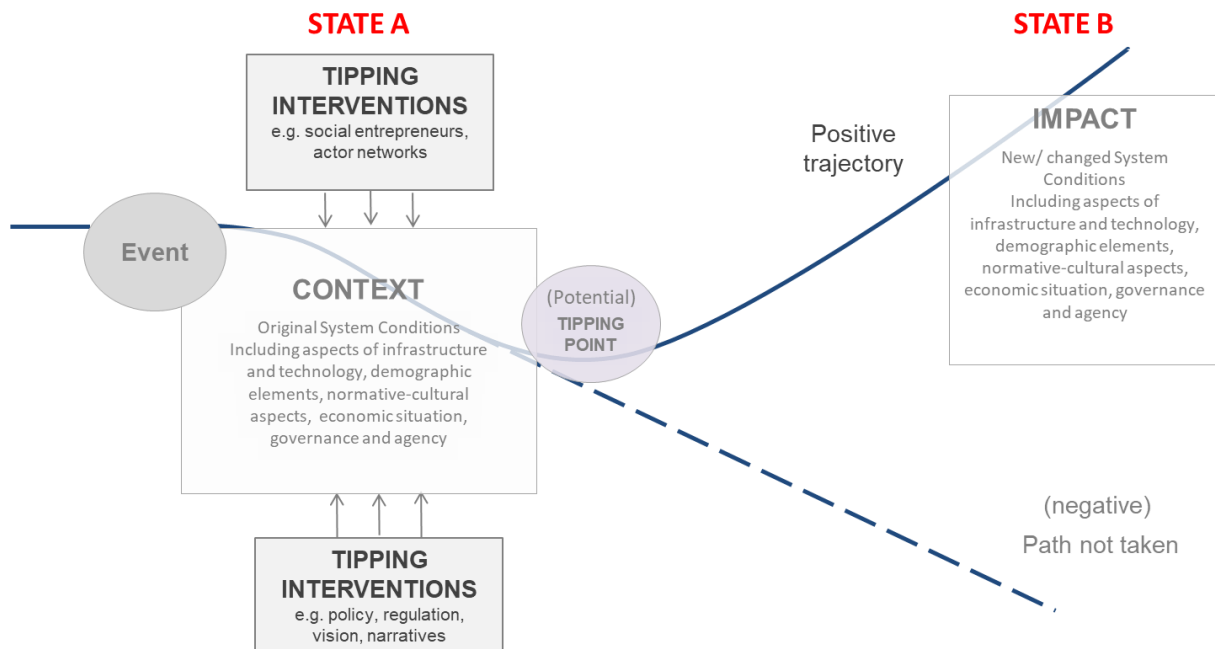 STATE A
STATE B
TIPPING
INTERVENTIONS
e.g. social entrepreneurs,
actor networks
Event
CONTEXT
Original System Conditions
Including aspects of infrastructure
and technology, demographic
elements, normative-cultural
aspects, economic situation,
governance and agency
(Potential)
TIPPING
POINT
Positive
trajectory
IMPACT
New/ changed System
Conditions
Including aspects of
infrastructure and technology,
demographic elements,
normative-cultural aspects,
economic situation, governance
and agency
(negative)
Path not taken
TIPPING
INTERVENTIONS
e.g. policy, regulation,
vision, narratives